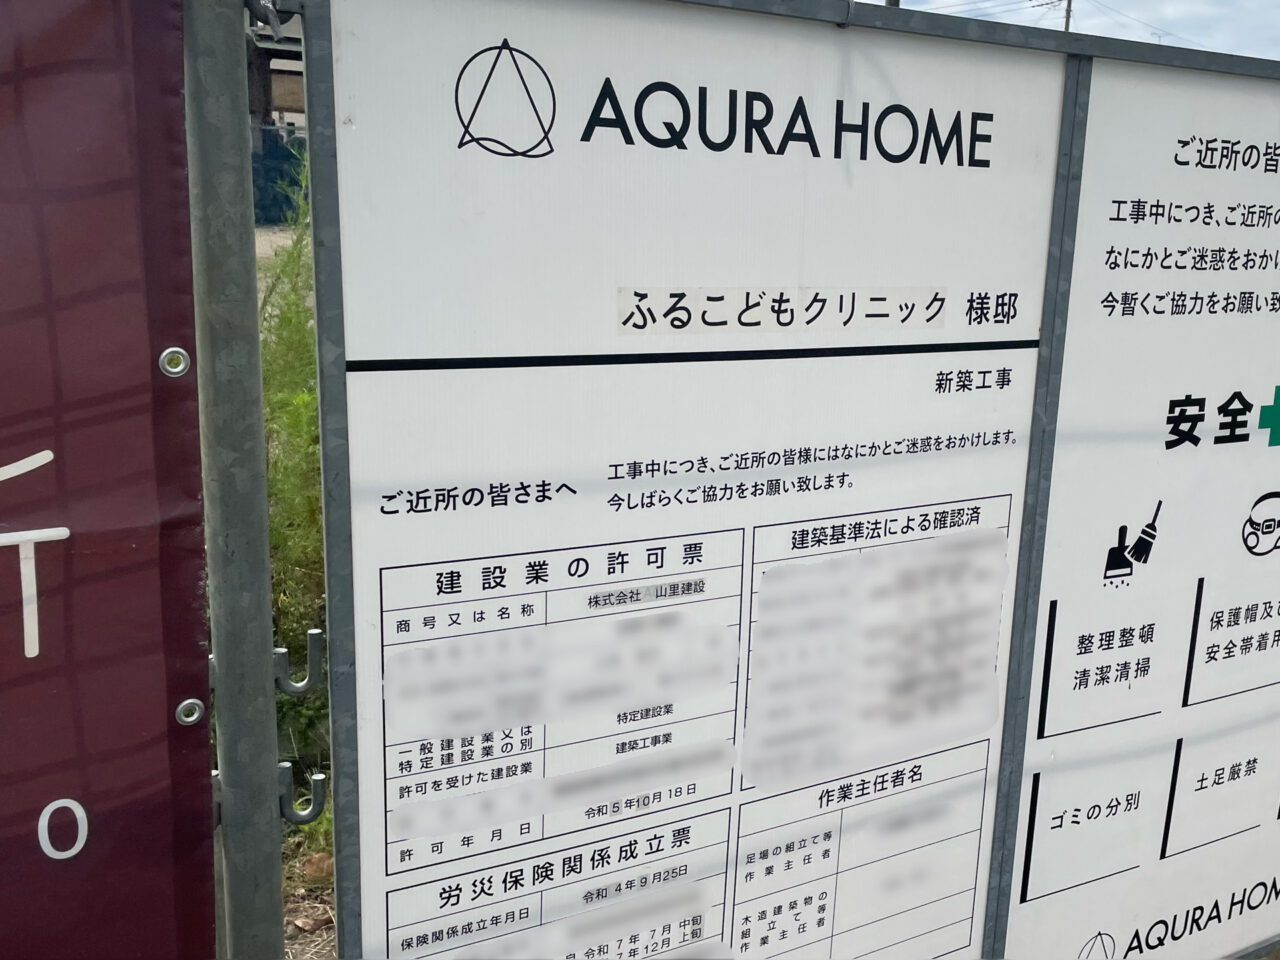 AQURA HOME
ふるこどもクリニック 様邸
新築工事
ご近所の皆さまへ
工事中につき、ご近所の皆様にはなにかとご迷惑をおかけします。
今しばらくご協力をお願い致します。
建設業の許可票
商号又は名称
株式会社 山里建設
一般建設業又は
特定建設業の別
特定建設業
許可を受けた建設業
建築工事業
許可年月日
令和5年10月18日
労災保険関係成立票
保険関係成立年月日
令和4年9月25日
自 令和 7年 7月 中旬
7年12月 上旬
建築基準法による確認済
作業主任者名
足場の組立て等
作業主任者
木造建築物の
組立て等
作業主任者
ご近所の皆
工事中につき、ご近所の
なにかとご迷惑をおかけ
今暫くご協力をお願い致
安全
整理整頓
清潔清掃
保護帽及び
安全帯着用
ゴミの分別
土足厳禁
AQURA HOM